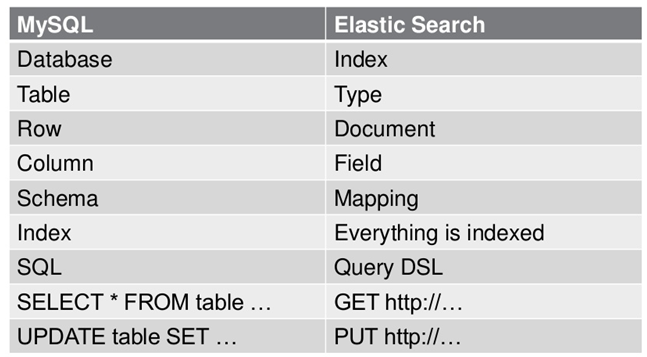 MySQL Elastic Search
Database Index
Table Type
Row Document
Column Field
Schema Mapping
Index Everything is indexed
SQL Query DSL
SELECT * FROM table … GET http://…
UPDATE table SET … PUT http://…